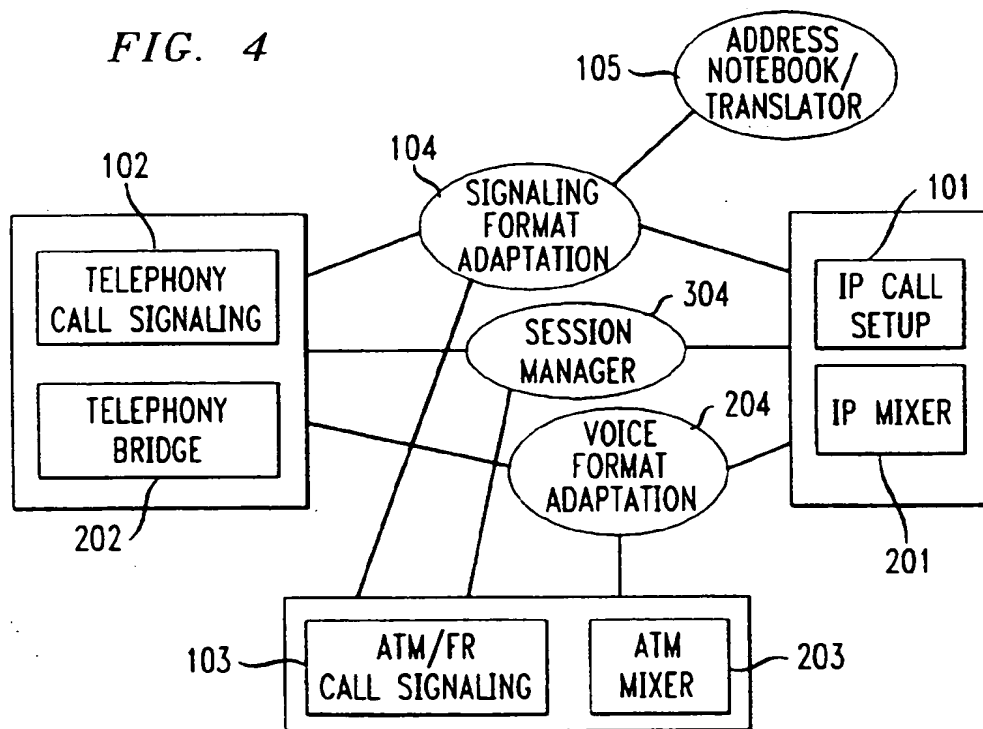 FIG. 4
105
ADDRESS
NOTEBOOK/
TRANSLATOR
102
104
SIGNALING
FORMAT
ADAPTATION
101
TELEPHONY
CALL SIGNALING
IP CALL
SETUP
304
SESSION
MANAGER
TELEPHONY
BRIDGE
204
VOICE
FORMAT
ADAPTATION
IP MIXER
202
201
103
ATM/FR
CALL SIGNALING
ATM
MIXER
203